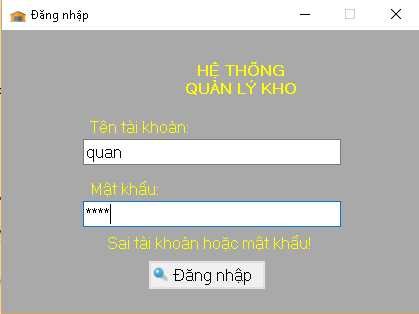 Đăng nhập
HỆ THỐNG
QUẢN LÝ KHO
Tên tài khoản:
quan
Mật khẩu:
****
Sai tài khoản hoặc mật khẩu!
Đăng nhập